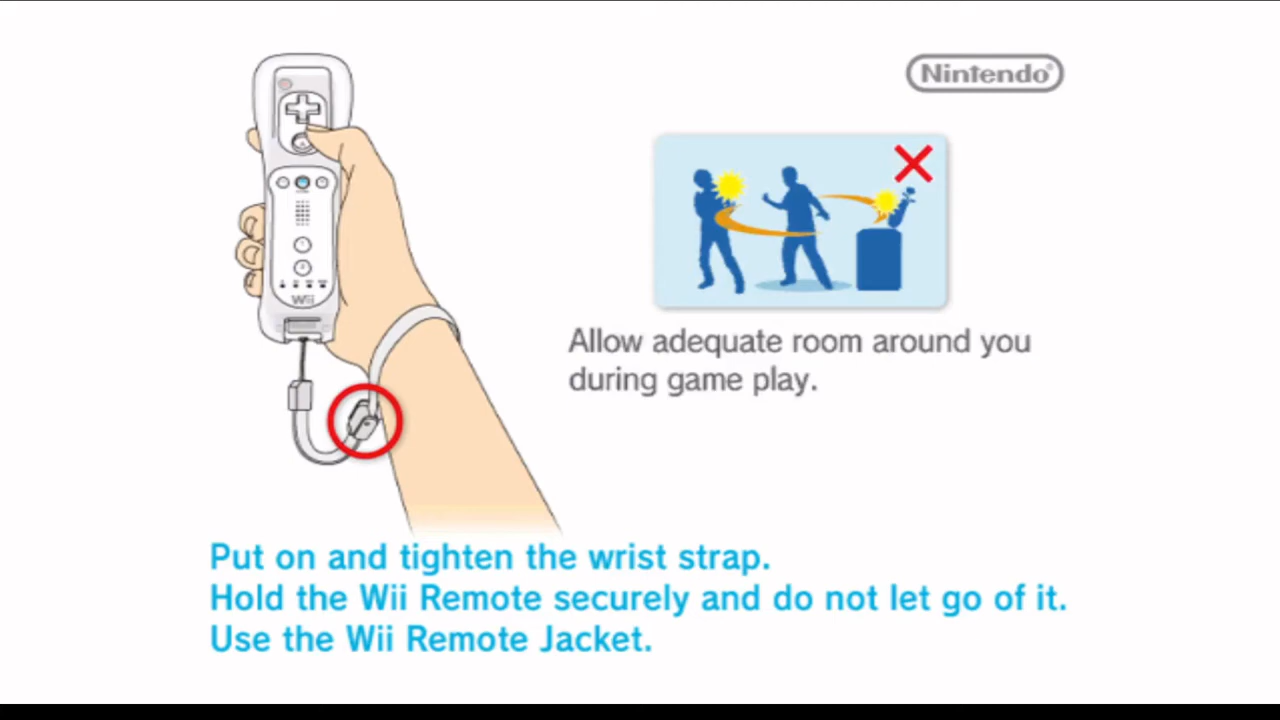 Nintendo®
Allow adequate room around you
during game play.
Wii
Put on and tighten the wrist strap.
Hold the Wii Remote securely and do not let go of it.
Use the Wii Remote Jacket.